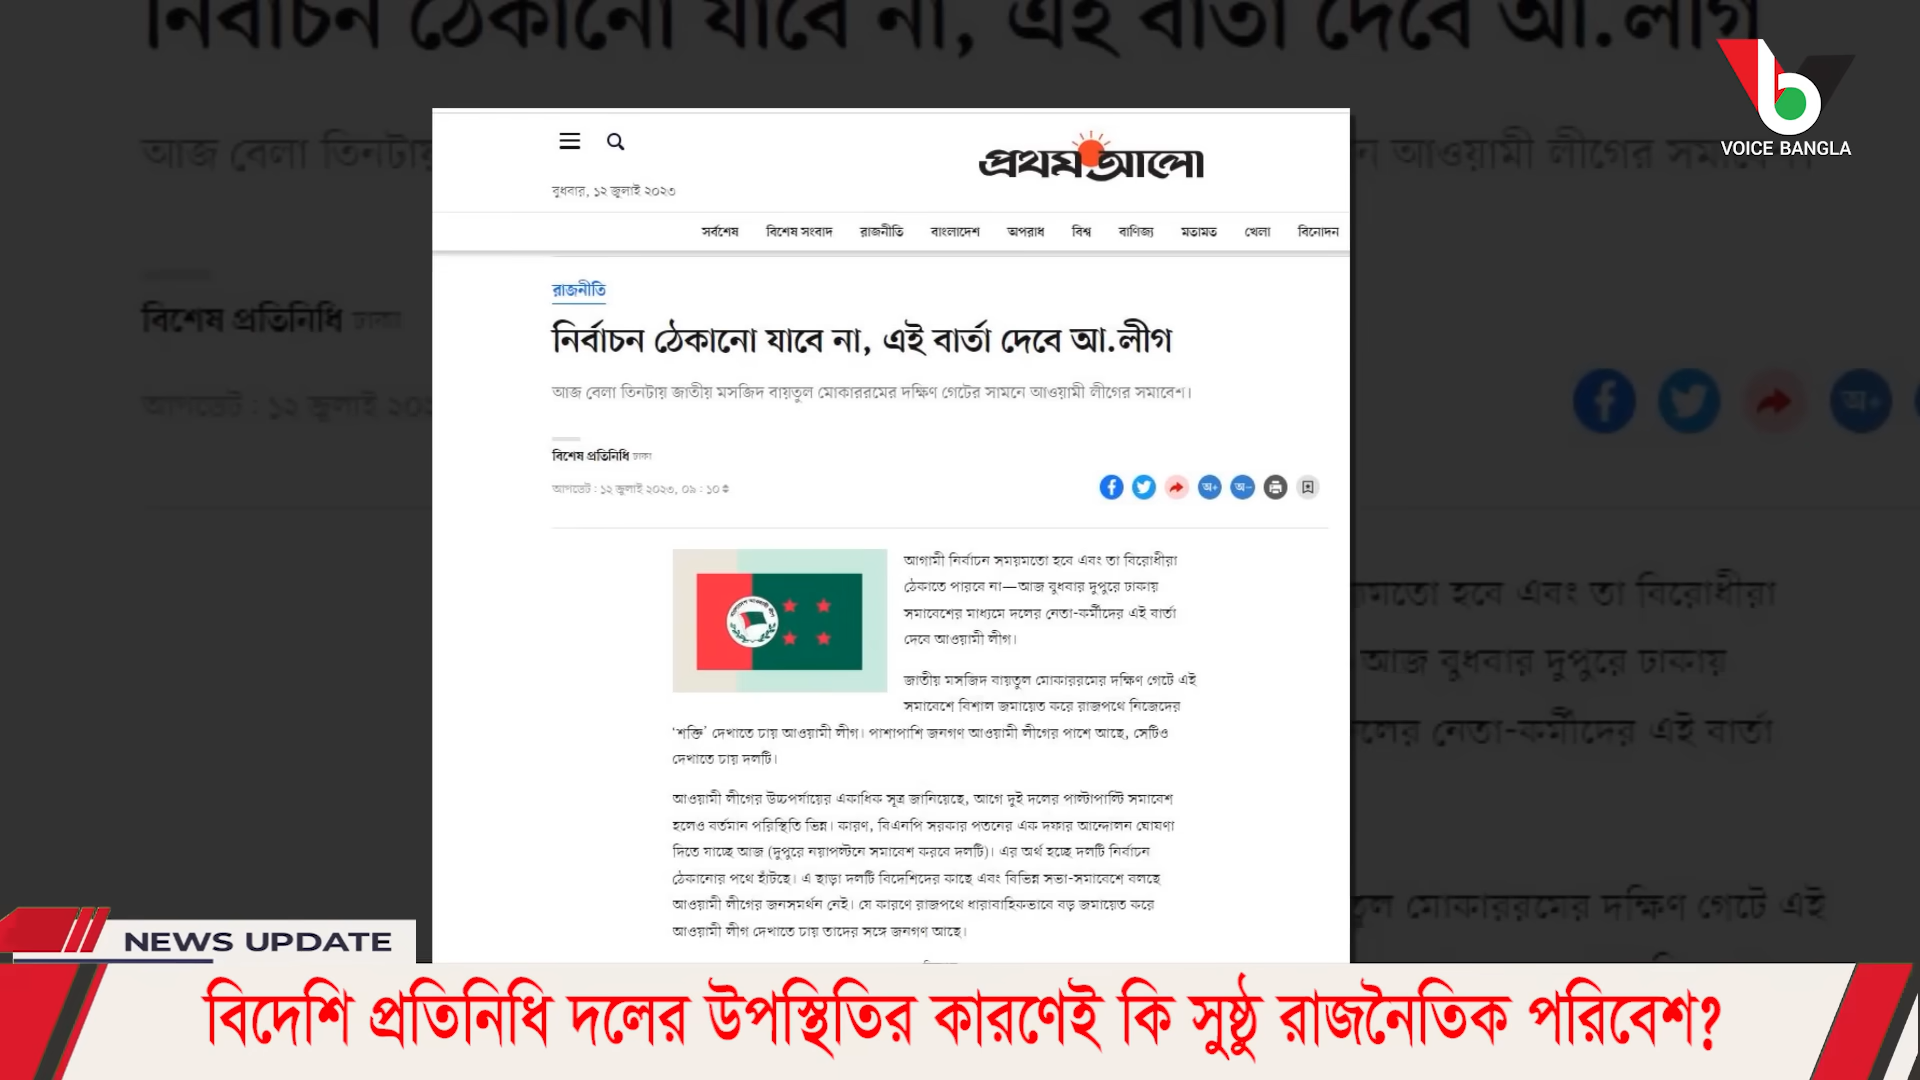 নির্বাচন ঠেকানো যাবে না, এই বার্তা দেবে আ.লীগ
VOICE BANGLA
প্রথম আলো
বুধবার, ১২ জুলাই ২০২৩
সর্বশেষ বিশেষ সংবাদ রাজনীতি বাংলাদেশ অপরাধ বিশ্ব বাণিজ্য মতামত খেলা বিনোদন
রাজনীতি
নির্বাচন ঠেকানো যাবে না, এই বার্তা দেবে আ.লীগ
আজ বেলা তিনটায় জাতীয় মসজিদ বায়তুল মোকাররমের দক্ষিণ গেটের সামনে আওয়ামী লীগের সমাবেশ।
বিশেষ প্রতিনিধি ঢাকা
আপডেট : ১২ জুলাই ২০২৩, ০৯ : ১০
অ+ অ-
আগামী নির্বাচন সময়মতো হবে এবং তা বিরোধীরা
ঠেকাতে পারবে না—আজ বুধবার দুপুরে ঢাকায়
সমাবেশের মাধ্যমে দলের নেতা-কর্মীদের এই বার্তা
দেবে আওয়ামী লীগ।
জাতীয় মসজিদ বায়তুল মোকাররমের দক্ষিণ গেটে এই
সমাবেশে বিশাল জমায়েত করে রাজপথে নিজেদের
‘শক্তি’ দেখাতে চায় আওয়ামী লীগ। পাশাপাশি জনগণ আওয়ামী লীগের পাশে আছে, সেটিও
দেখাতে চায় দলটি।
আওয়ামী লীগের উচ্চপর্যায়ের একাধিক সূত্র জানিয়েছে, আগে দুই দলের পাল্টাপাল্টি সমাবেশ
হলেও বর্তমান পরিস্থিতি ভিন্ন। কারণ, বিএনপি সরকার পতনের এক দফার আন্দোলন ঘোষণা
দিতে যাচ্ছে আজ (দুপুরে নয়াপল্টনে সমাবেশ করবে দলটি)। এর অর্থ হচ্ছে দলটি নির্বাচন
ঠেকানোর পথে হাঁটছে। এ ছাড়া দলটি বিদেশিদের কাছে এবং বিভিন্ন সভা-সমাবেশে বলছে
আওয়ামী লীগের জনসমর্থন নেই। যে কারণে রাজপথে ধারাবাহিকভাবে বড় জমায়েত করে
আওয়ামী লীগ দেখাতে চায় তাদের সঙ্গে জনগণ আছে।
NEWS UPDATE
বিদেশি প্রতিনিধি দলের উপস্থিতির কারণেই কি সুষ্ঠু রাজনৈতিক পরিবেশ?